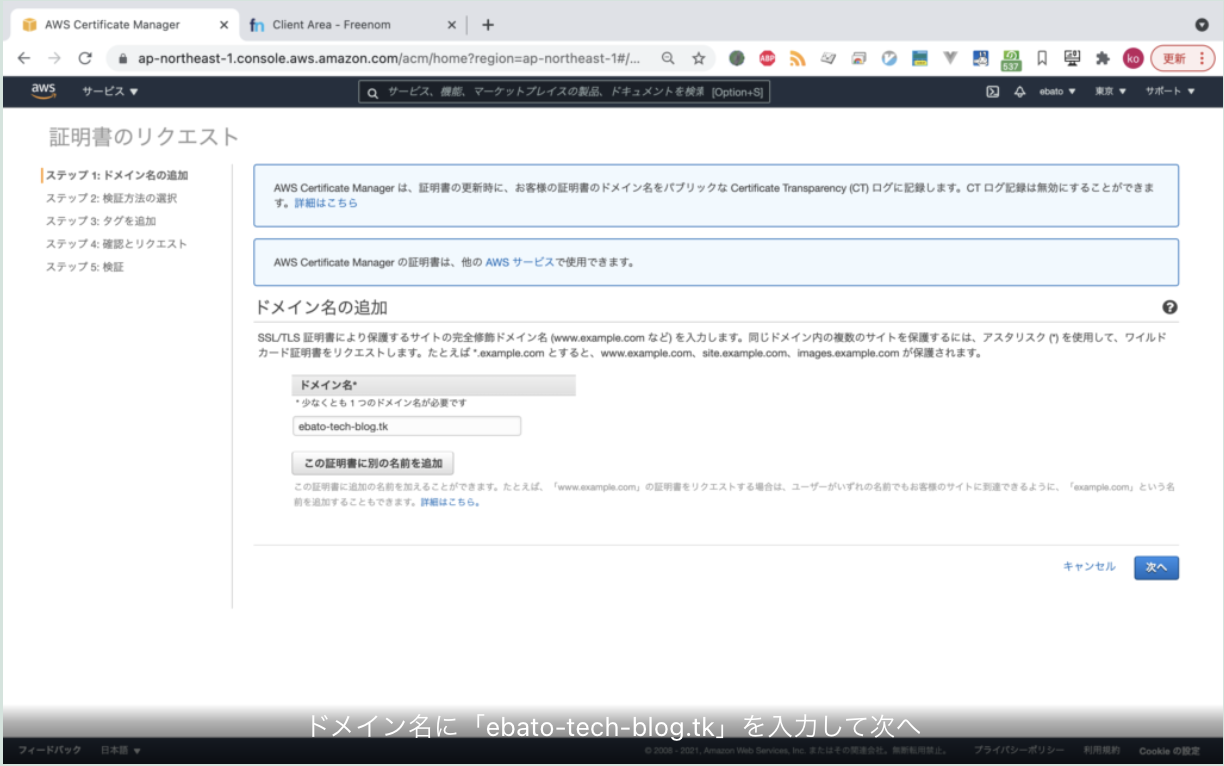 AWS Certificate Manager
Client Area - Freenom
ap-northeast-1.console.aws.amazon.com/acm/home?region=ap-northeast-1#/...
ABP
537
ko
更新
aws
サービス
サービス、機能、マーケットプレイスの製品、ドキュメントを検索 [Option+S]
ebato
東京
サポート
証明書のリクエスト
ステップ 1: ドメイン名の追加
ステップ 2: 検証方法の選択
ステップ 3: タグを追加
ステップ 4: 確認とリクエスト
ステップ 5: 検証
AWS Certificate Manager は、証明書の更新時に、お客様の証明書のドメイン名をパブリックな Certificate Transparency (CT) ログに記録します。CT ログ記録は無効にすることができま
す。詳細はこちら
AWS Certificate Manager の証明書は、他の AWS サービスで使用できます。
ドメイン名の追加
SSL/TLS 証明書により保護するサイトの完全修飾ドメイン名 (www.example.com など) を入力します。同じドメイン内の複数のサイトを保護するには、アスタリスク (*) を使用して、ワイルド
カード証明書をリクエストします。たとえば *.example.com とすると、www.example.com、site.example.com、images.example.com が保護されます。
ドメイン名*
* 少なくとも 1 つのドメイン名が必要です
ebato-tech-blog.tk
この証明書に別の名前を追加
この証明書に追加の名前を加えることができます。たとえば、「www.example.com」の証明書をリクエストする場合は、ユーザーがいずれの名前でもお客様のサイトに到達できるように、「example.com」という名
前を追加することもできます。詳細はこちら。
キャンセル
次へ
ドメイン名に「ebato-tech-blog.tk」を入力して次へ
フィードバック
日本語
© 2008 - 2021, Amazon Web Services, Inc. またはその関連会社。無断転用禁止。
プライバシーポリシー
利用規約
Cookie の設定